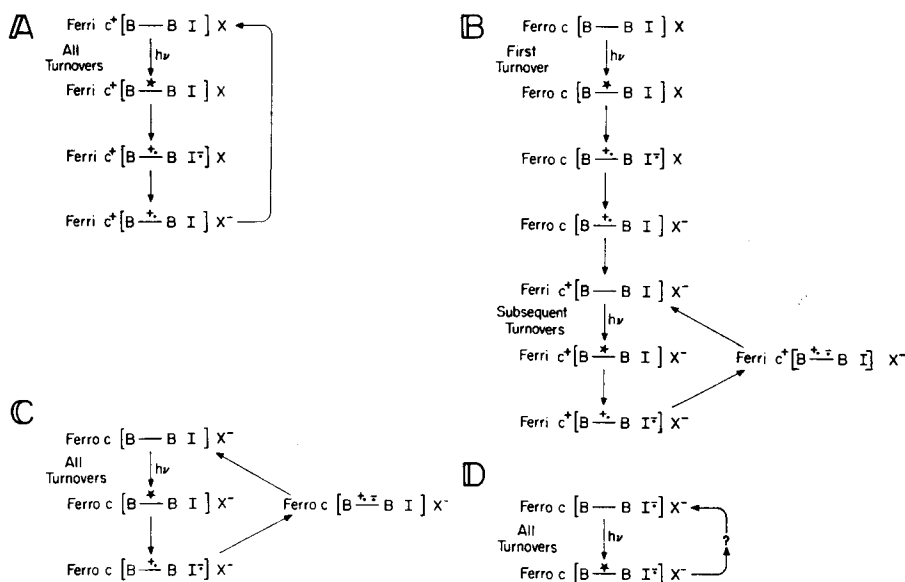 A
Ferri c⁺ [B — B I] X
All
Turnovers
hν
Ferri c⁺ [B *— B I] X
Ferri c⁺ [B +·— B I⁻·] X
Ferri c⁺ [B +·— B I] X⁻
B
Ferro c [B — B I] X
First
Turnover
hν
Ferro c [B *— B I] X
Ferro c [B +·— B I⁻·] X
Ferro c [B +·— B I] X⁻
Ferri c⁺ [B — B I] X⁻
Subsequent
Turnovers
hν
Ferri c⁺ [B *— B I] X⁻
Ferri c⁺ [B +· -·— B I] X⁻
Ferri c⁺ [B +·— B I⁻·] X⁻
C
Ferro c [B — B I] X⁻
All
Turnovers
hν
Ferro c [B *— B I] X⁻
Ferro c [B +· -·— B I] X⁻
Ferro c [B +·— B I⁻·] X⁻
D
Ferro c [B — B I⁻·] X⁻
All
Turnovers
hν
?
Ferro c [B *— B I⁻·] X⁻